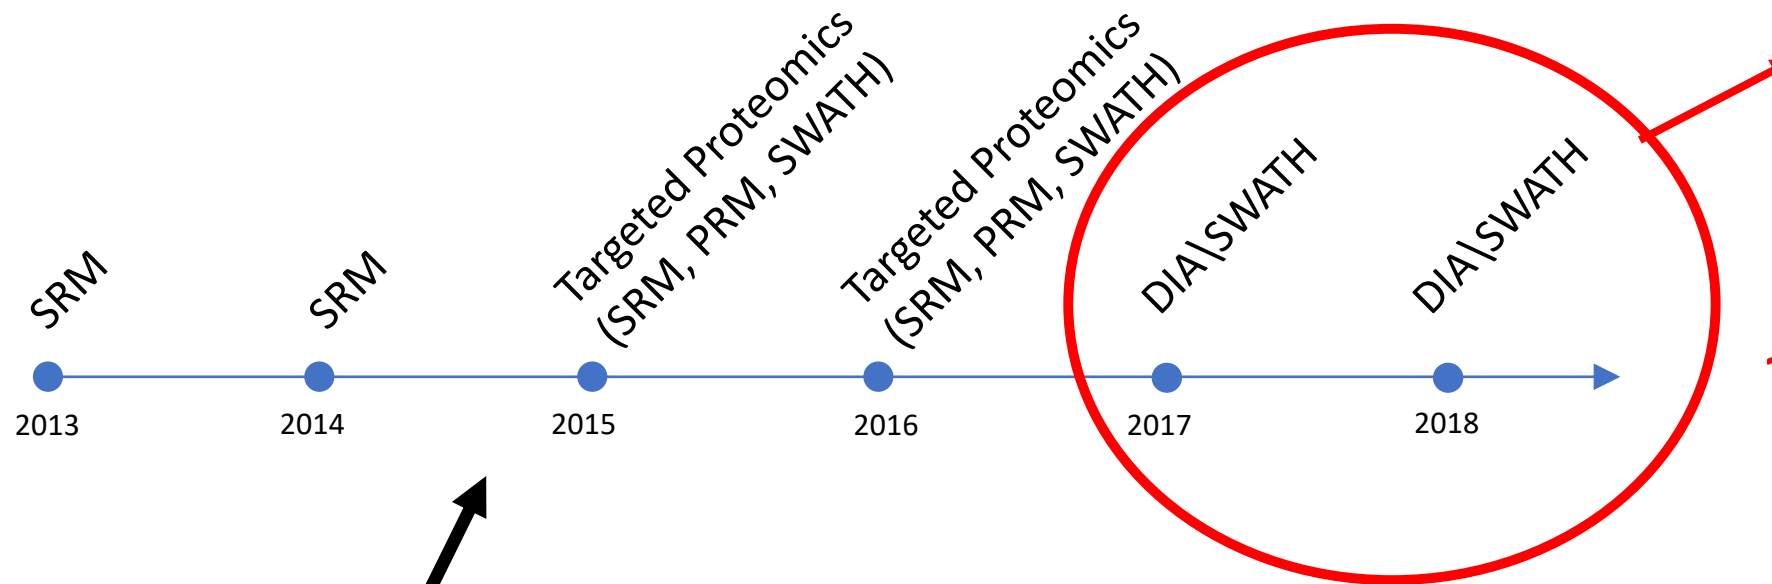 SRM
SRM
Targeted Proteomics
(SRM, PRM, SWATH)
Targeted Proteomics
(SRM, PRM, SWATH)
DIA\SWATH
DIA\SWATH
2013
2014
2015
2016
2017
2018